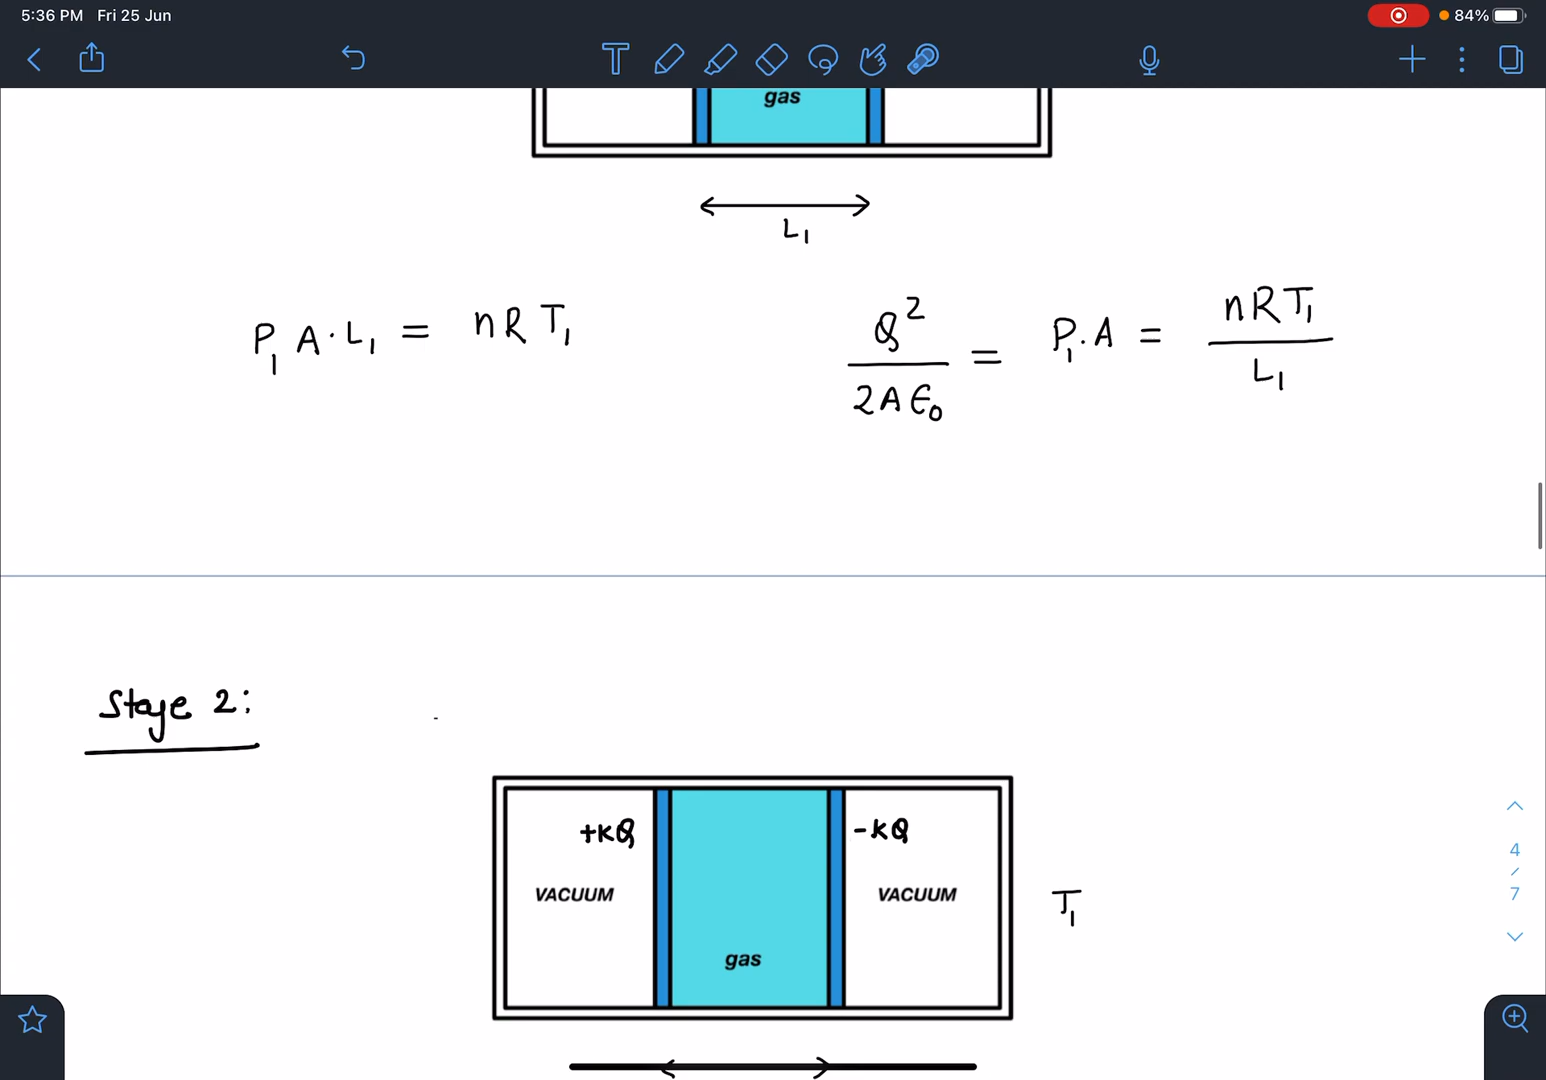 5:36 PM Fri 25 Jun
84%
T
gas
L₁
P₁ A · L₁ = nRT₁
Q² / 2Aϵ₀ = P₁ · A = nRT₁ / L₁
Stage 2:
+KQ
-KQ
VACUUM
VACUUM
T₁
gas
4 / 7